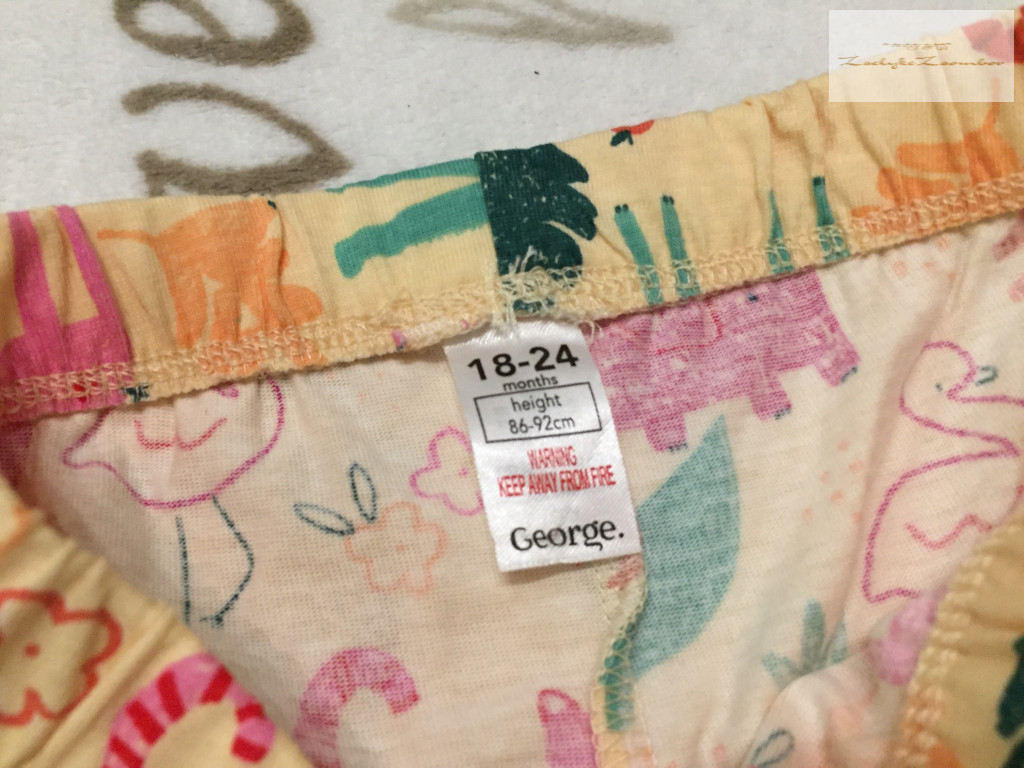 18-24
months
height
86-92cm
WARNING
KEEP AWAY FROM FIRE
George.